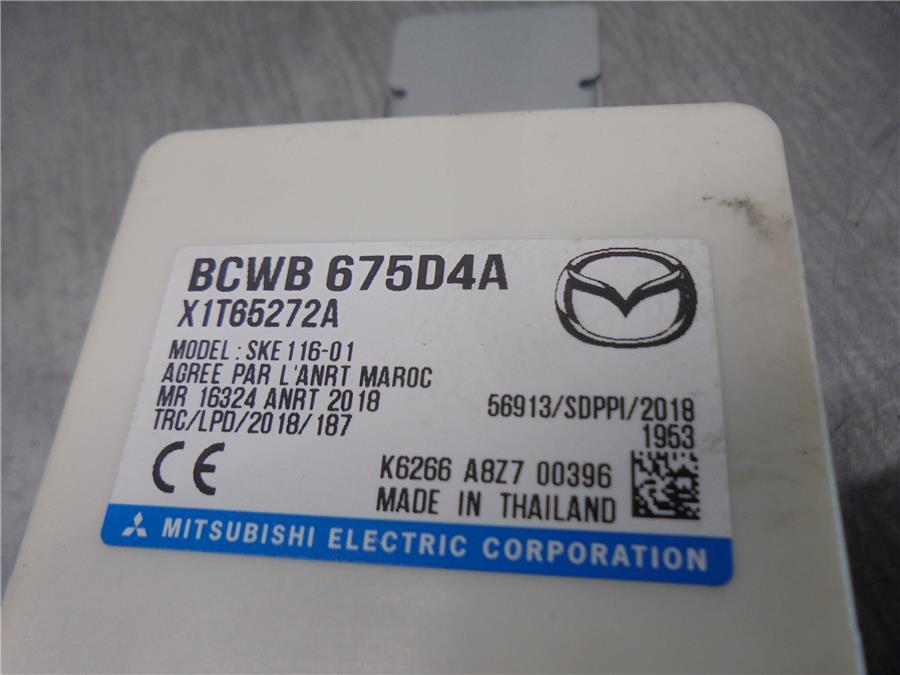 BCWB 675D4A
X1T65272A
MODEL : SKE116-01
AGREE PAR L'ANRT MAROC
MR 16324 ANRT 2018
TRC/LPD/2018/187
56913/SDPPI/2018
1953
CE
K6266 A8Z7 00396
MADE IN THAILAND
MITSUBISHI ELECTRIC CORPORATION